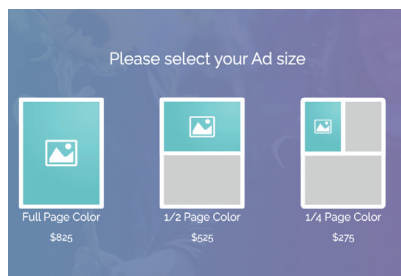 Please select your Ad size
Full Page Color
1/2 Page Color
1/4 Page Color
$825
$525
$275